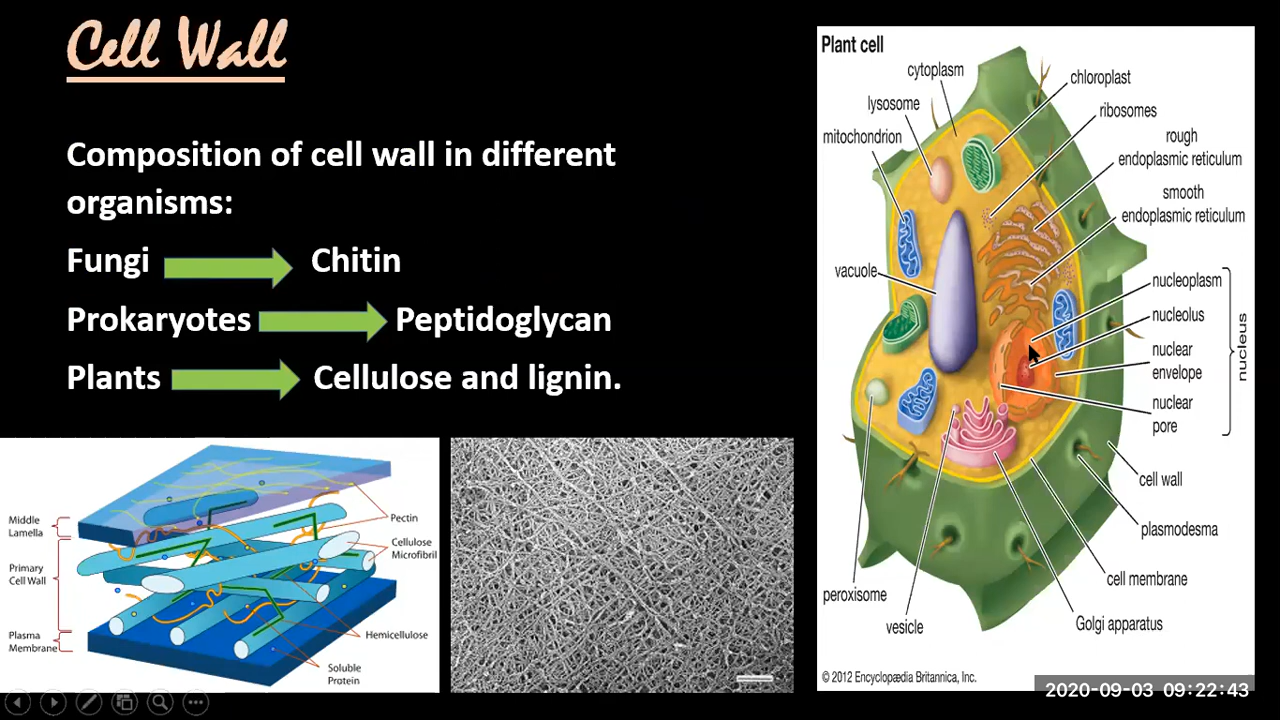 Cell Wall
Composition of cell wall in different
organisms:
Fungi Chitin
Prokaryotes Peptidoglycan
Plants Cellulose and lignin.
Middle
Lamella
Primary
Cell Wall
Plasma
Membrane
Pectin
Cellulose
Microfibril
Hemicellulose
Soluble
Protein
Plant cell
cytoplasm
lysosome
mitochondrion
vacuole
peroxisome
vesicle
chloroplast
ribosomes
rough
endoplasmic reticulum
smooth
endoplasmic reticulum
nucleoplasm
nucleolus
nuclear
envelope
nuclear
pore
nucleus
cell wall
plasmodesma
cell membrane
Golgi apparatus
© 2012 Encyclopædia Britannica, Inc.
2020-09-03 09:22:43